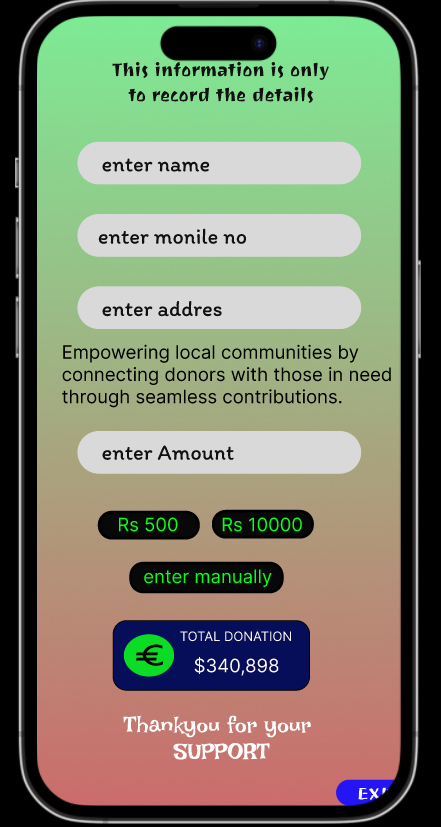 This information is only
to record the details
enter name
enter monile no
enter addres
Empowering local communities by
connecting donors with those in need
through seamless contributions.
enter Amount
Rs 500
Rs 10000
enter manually
€
TOTAL DONATION
$340,898
Thankyou for your
SUPPORT